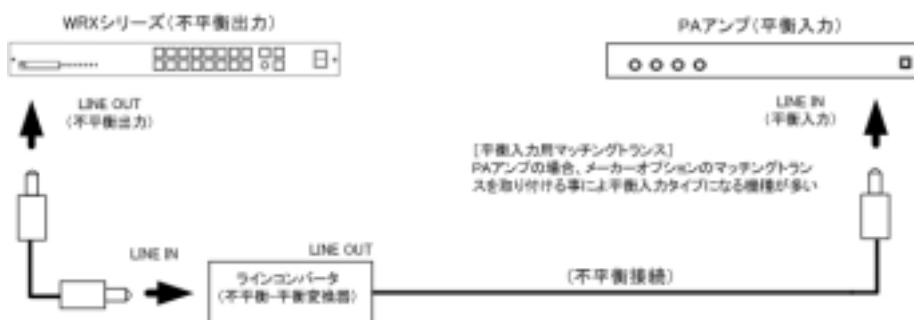 WRXシリーズ(不平衡出力)
PAアンプ(平衡入力)
LINE OUT
(不平衡出力)
LINE IN
(平衡入力)
[平衡入力用マッチングトランス]
PAアンプの場合、メーカーオプションのマッチングトラン
スを取り付ける事によ平衡入力タイプになる機種が多い
LINE IN
LINE OUT
ラインコンバータ
(不平衡-平衡変換器)
(不平衡接続)